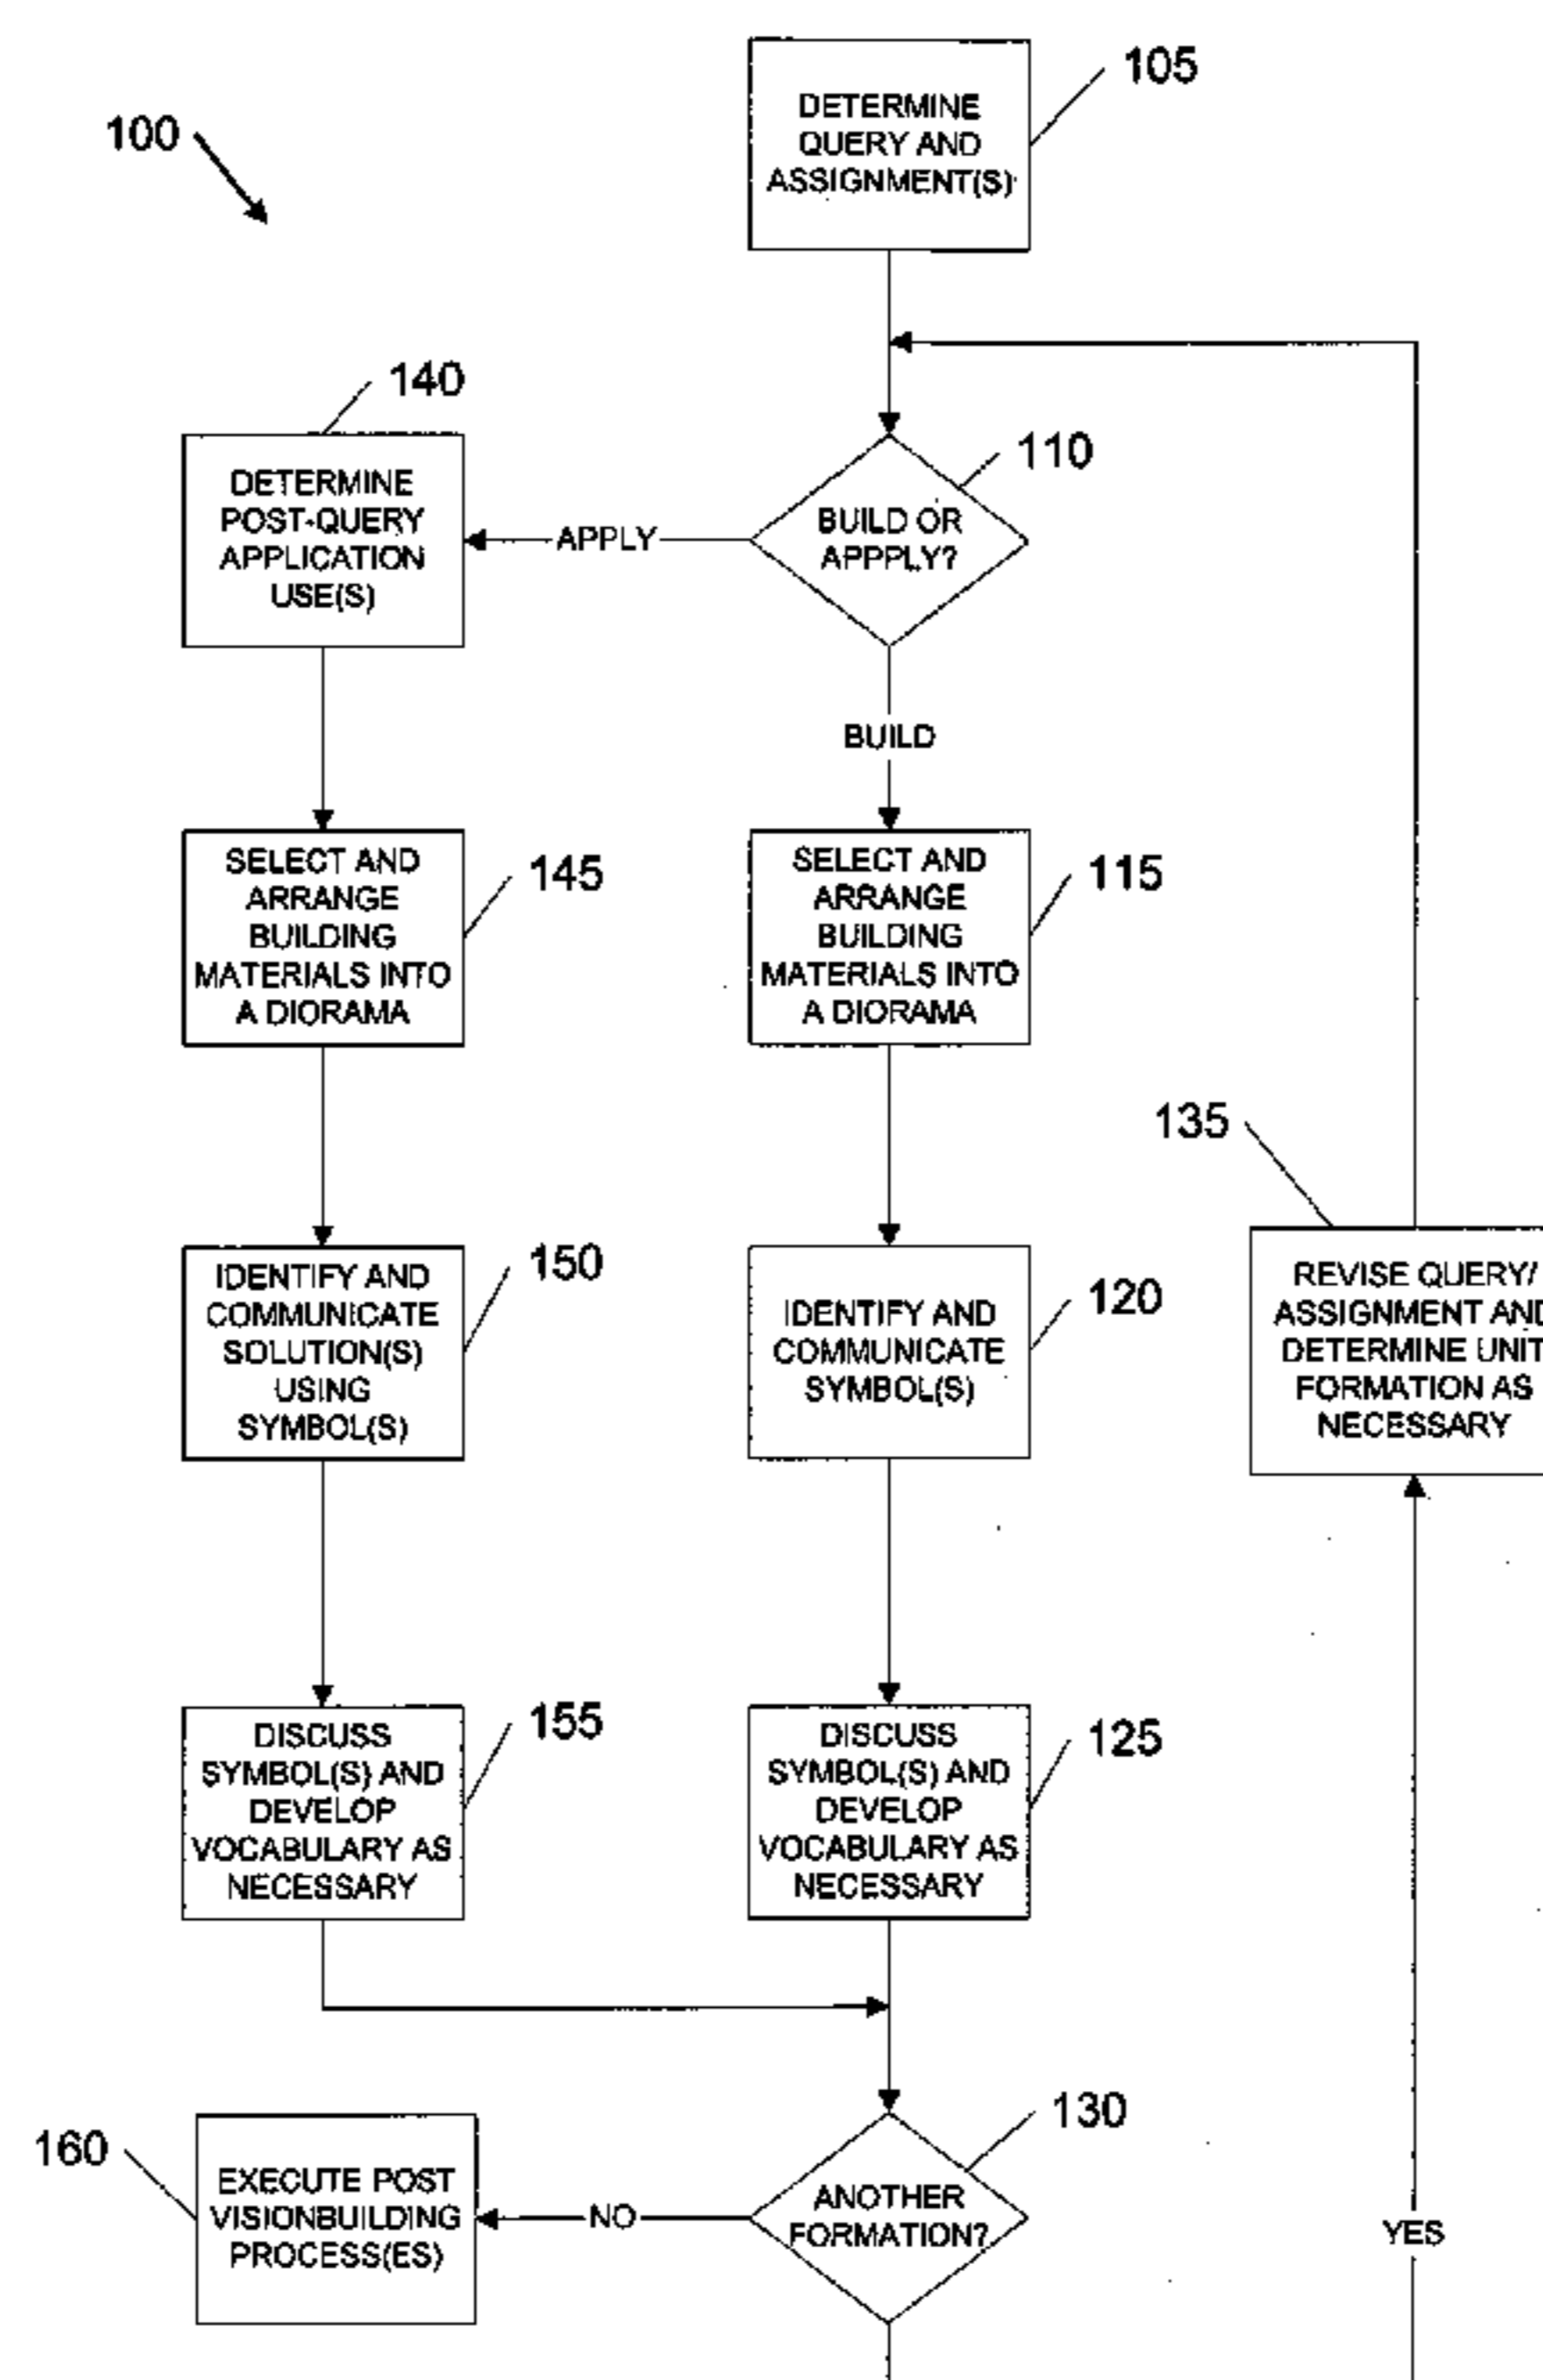 105
DETERMINE
QUERY AND
ASSIGNMENT(S)
100
140
110
DETERMINE
POST-QUERY
APPLICATION
USE(S)
APPLY
BUILD OR
APPPLY?
BUILD
SELECT AND
ARRANGE
BUILDING
MATERIALS INTO
A DIORAMA
145
SELECT AND
ARRANGE
BUILDING
MATERIALS INTO
A DIORAMA
115
135
IDENTIFY AND
COMMUNICATE
SOLUTION(S)
USING
SYMBOL(S)
150
IDENTIFY AND
COMMUNICATE
SYMBOL(S)
120
REVISE QUERY/
ASSIGNMENT AND
DETERMINE UNIT
FORMATION AS
NECESSARY
DISCUSS
SYMBOL(S) AND
DEVELOP
VOCABULARY AS
NECESSARY
155
DISCUSS
SYMBOL(S) AND
DEVELOP
VOCABULARY AS
NECESSARY
125
130
160
EXECUTE POST
VISIONBUILDING
PROCESS(ES)
NO
ANOTHER
FORMATION?
YES